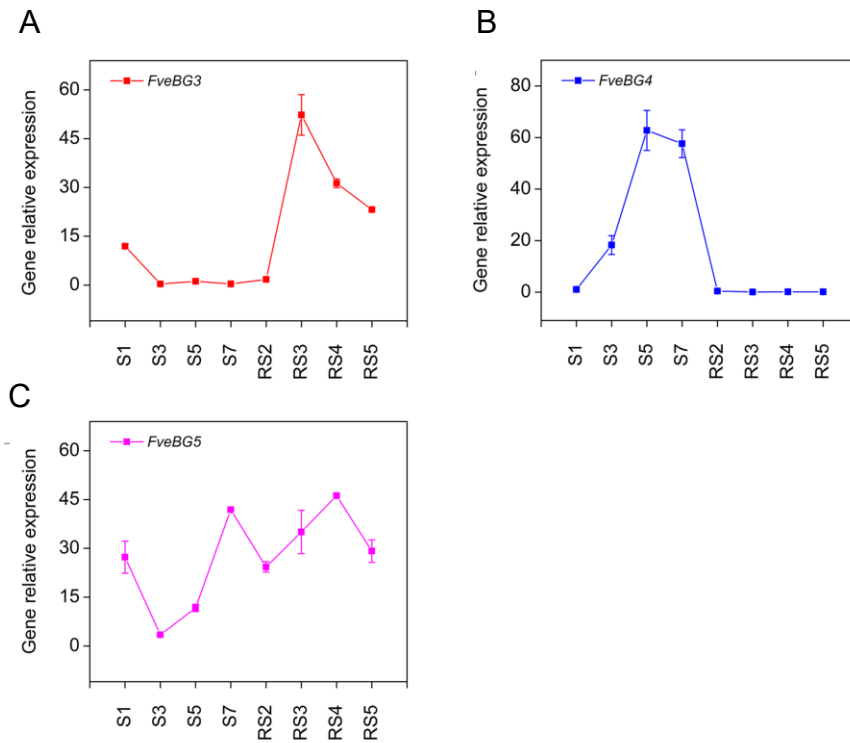 A
Gene relative expression
60
45
30
15
0
FveBG3
S1 S3 S5 S7 RS2 RS3 RS4 RS5
B
Gene relative expression
80
60
40
20
0
FveBG4
S1 S3 S5 S7 RS2 RS3 RS4 RS5
C
Gene relative expression
60
45
30
15
0
FveBG5
S1 S3 S5 S7 RS2 RS3 RS4 RS5